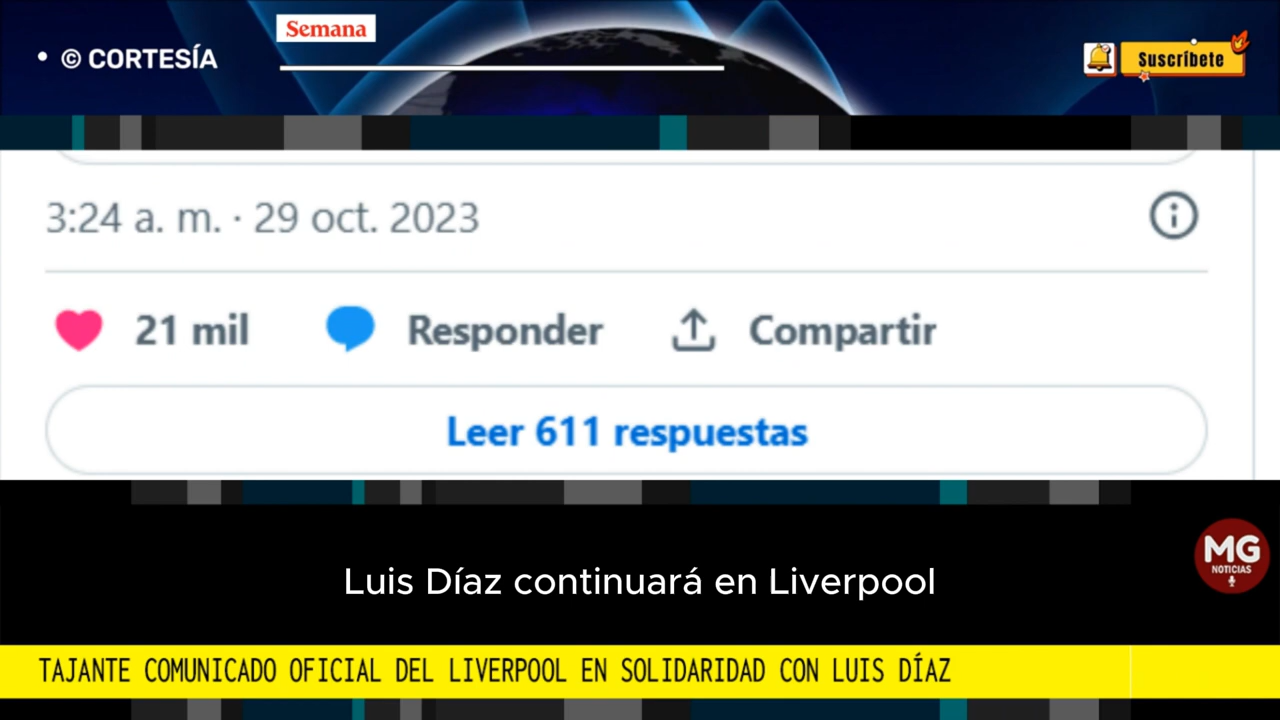 Semana
• © CORTESÍA
Suscríbete
3:24 a. m. · 29 oct. 2023
21 mil
Responder
Compartir
Leer 611 respuestas
MG
NOTICIAS
Luis Díaz continuará en Liverpool
TAJANTE COMUNICADO OFICIAL DEL LIVERPOOL EN SOLIDARIDAD CON LUIS DÍAZ